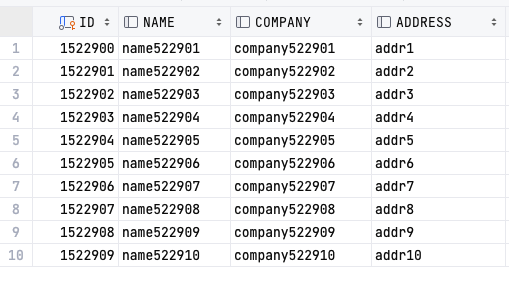 ID NAME COMPANY ADDRESS
1 1522900 name522901 company522901 addr1
2 1522901 name522902 company522902 addr2
3 1522902 name522903 company522903 addr3
4 1522903 name522904 company522904 addr4
5 1522904 name522905 company522905 addr5
6 1522905 name522906 company522906 addr6
7 1522906 name522907 company522907 addr7
8 1522907 name522908 company522908 addr8
9 1522908 name522909 company522909 addr9
10 1522909 name522910 company522910 addr10